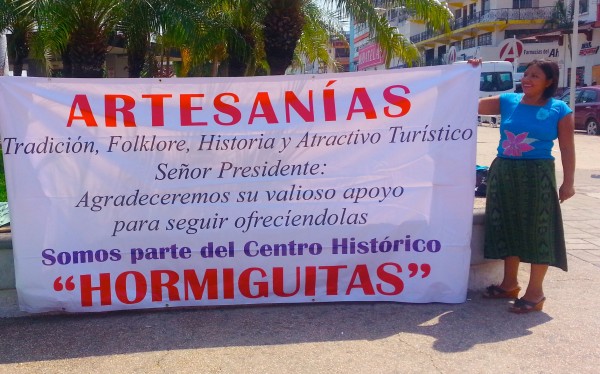 ARTESANÍAS
Tradición, Folklore, Historia y Atractivo Turístico
Señor Presidente:
Agradeceremos su valioso apoyo
para seguir ofreciéndolas
Somos parte del Centro Histórico
“HORMIGUITAS”